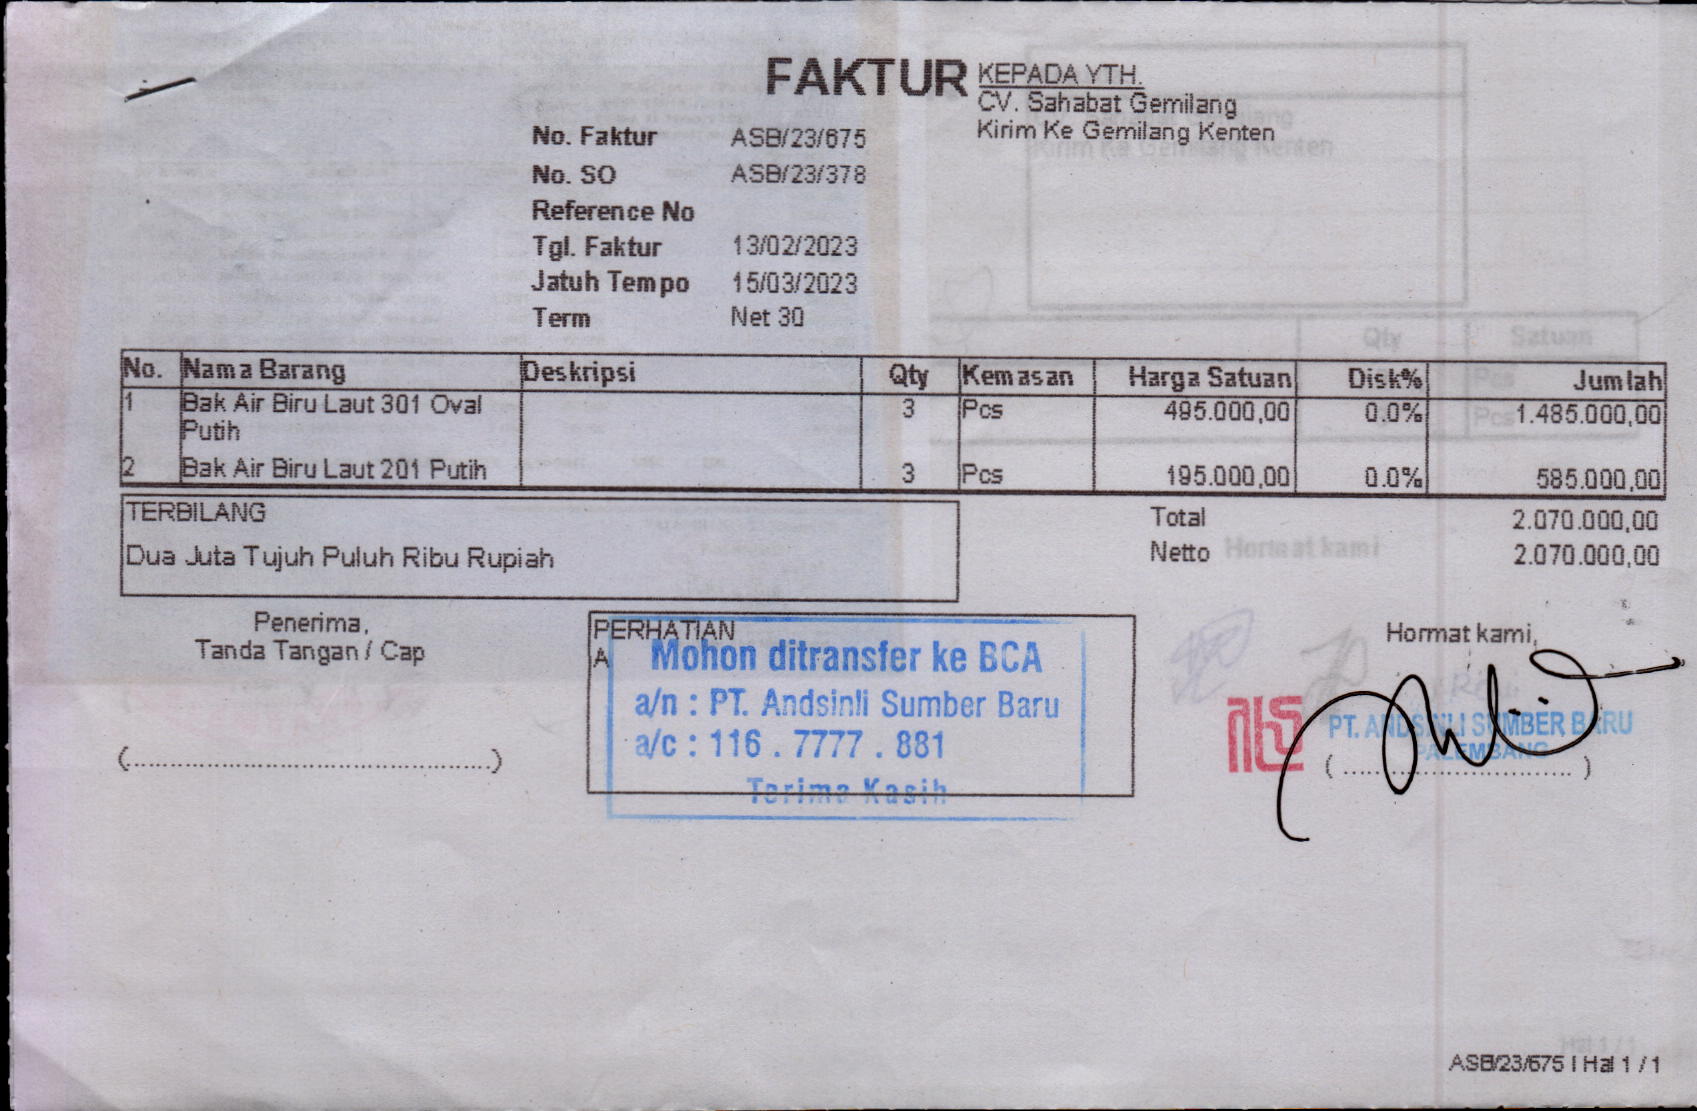 FAKTUR
KEPADA YTH.
CV. Sahabat Gemilang
Kirim Ke Gemilang Kenten
No. Faktur ASB/23/675
No. SO ASB/23/378
Reference No
Tgl. Faktur 13/02/2023
Jatuh Tempo 15/03/2023
Term Net 30
No. Nama Barang Deskripsi Qty Kemasan Harga Satuan Disk% Jumlah
1 Bak Air Biru Laut 301 Oval Putih 3 Pcs 495.000,00 0.0% 1.485.000,00
2 Bak Air Biru Laut 201 Putih 3 Pcs 195.000,00 0.0% 585.000,00
TERBILANG
Dua Juta Tujuh Puluh Ribu Rupiah
Total 2.070.000,00
Netto 2.070.000,00
Penerima,
Tanda Tangan / Cap
(............................................)
PERHATIAN
A
Mohon ditransfer ke BCA
a/n : PT. Andsinli Sumber Baru
a/c : 116 . 7777 . 881
Terima Kasih
Hormat kami,
PT. ANDSINLI SUMBER BARU
PALEMBANG
( ............................ )
ASB/23/675 | Hal 1 / 1